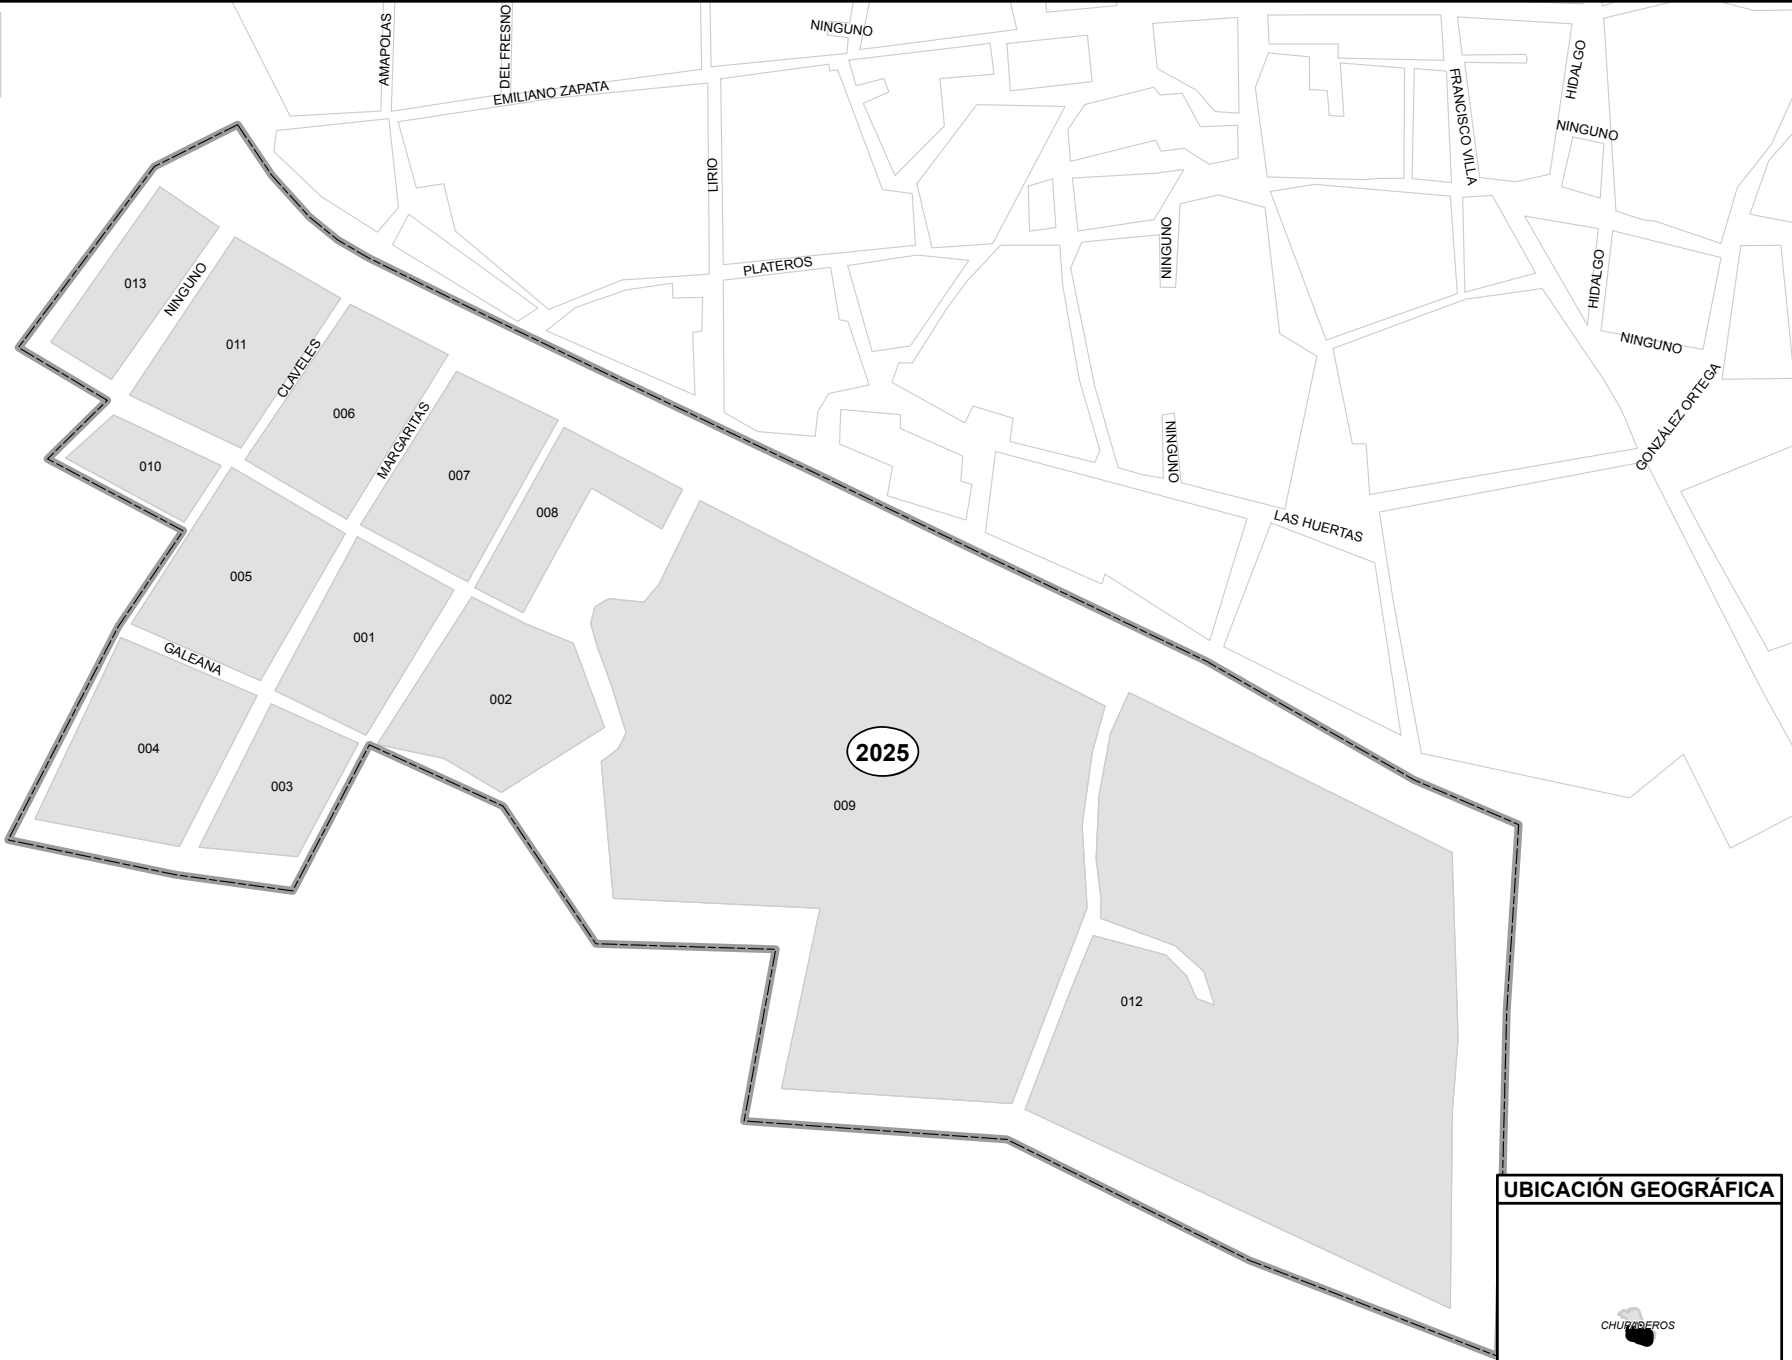 AMAPOLAS
DEL FRESNO
NINGUNO
HIDALGO
EMILIANO ZAPATA
FRANCISCO VILLA
NINGUNO
LIRIO
PLATEROS
NINGUNO
HIDALGO
013
NINGUNO
011
CLAVELES
NINGUNO
006
MARGARITAS
GONZÁLEZ ORTEGA
010
007
NINGUNO
008
LAS HUERTAS
005
001
GALEANA
002
004
2025
003
009
012
UBICACIÓN GEOGRÁFICA
CHUPADEROS